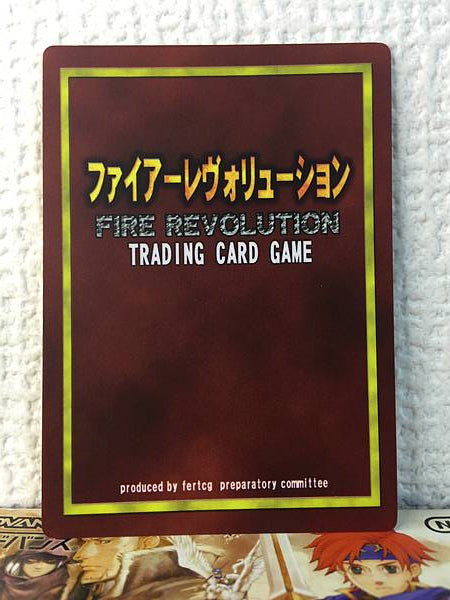 ファイアーレヴォリューション
FIRE REVOLUTION
TRADING CARD GAME
produced by fertcg preparatory committee